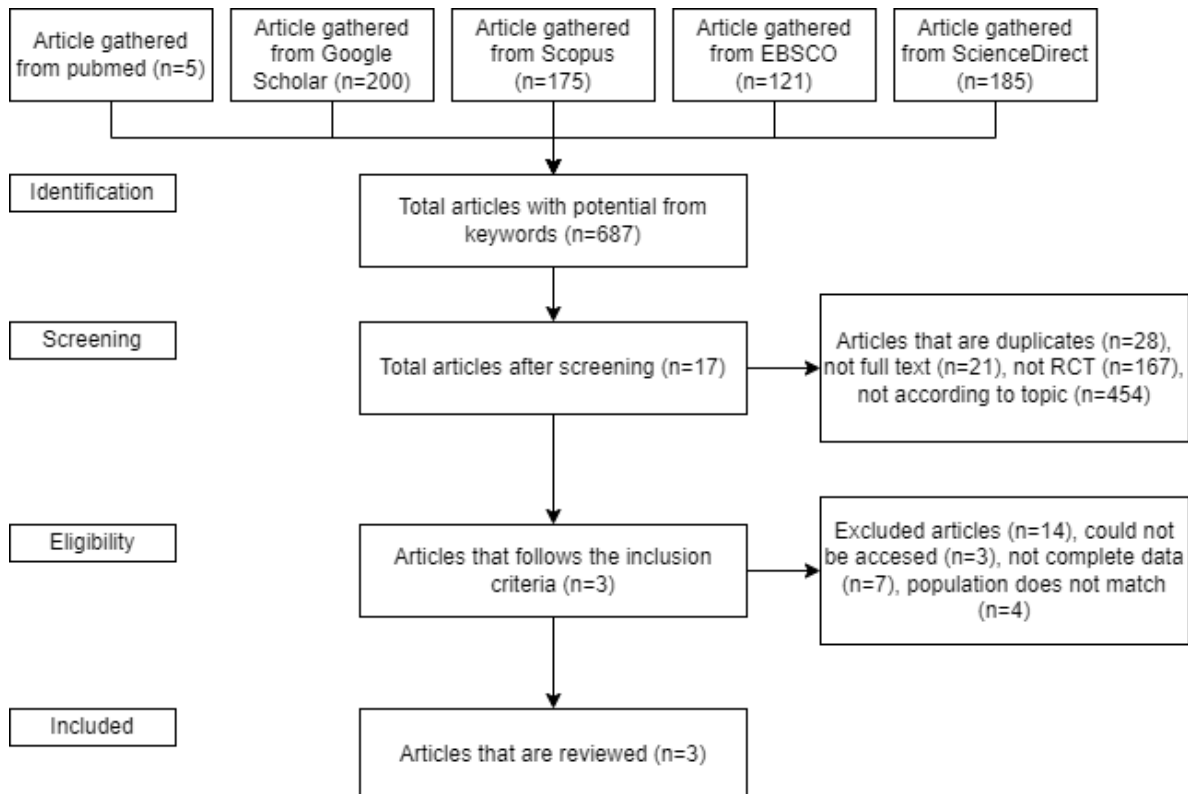 Article gathered
from pubmed (n=5)
Article gathered
from Google
Scholar (n=200)
Article gathered
from Scopus
(n=175)
Article gathered
from EBSCO
(n=121)
Article gathered
from ScienceDirect
(n=185)
Identification
Total articles with potential from
keywords (n=687)
Screening
Total articles after screening (n=17)
Articles that are duplicates (n=28),
not full text (n=21), not RCT (n=167),
not according to topic (n=454)
Eligibility
Articles that follows the inclusion
criteria (n=3)
Excluded articles (n=14), could not
be accesed (n=3), not complete data
(n=7), population does not match
(n=4)
Included
Articles that are reviewed (n=3)